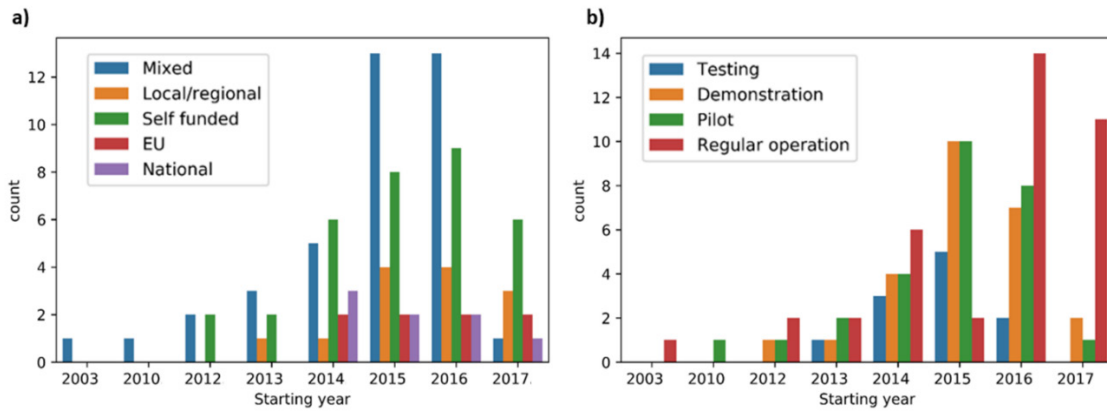 a)
Mixed
Local/regional
Self funded
EU
National
count
12
10
8
6
4
2
0
2003 2010 2012 2013 2014 2015 2016 2017.
Starting year
b)
Testing
Demonstration
Pilot
Regular operation
count
14
12
10
8
6
4
2
0
2003 2010 2012 2013 2014 2015 2016 2017
Starting year